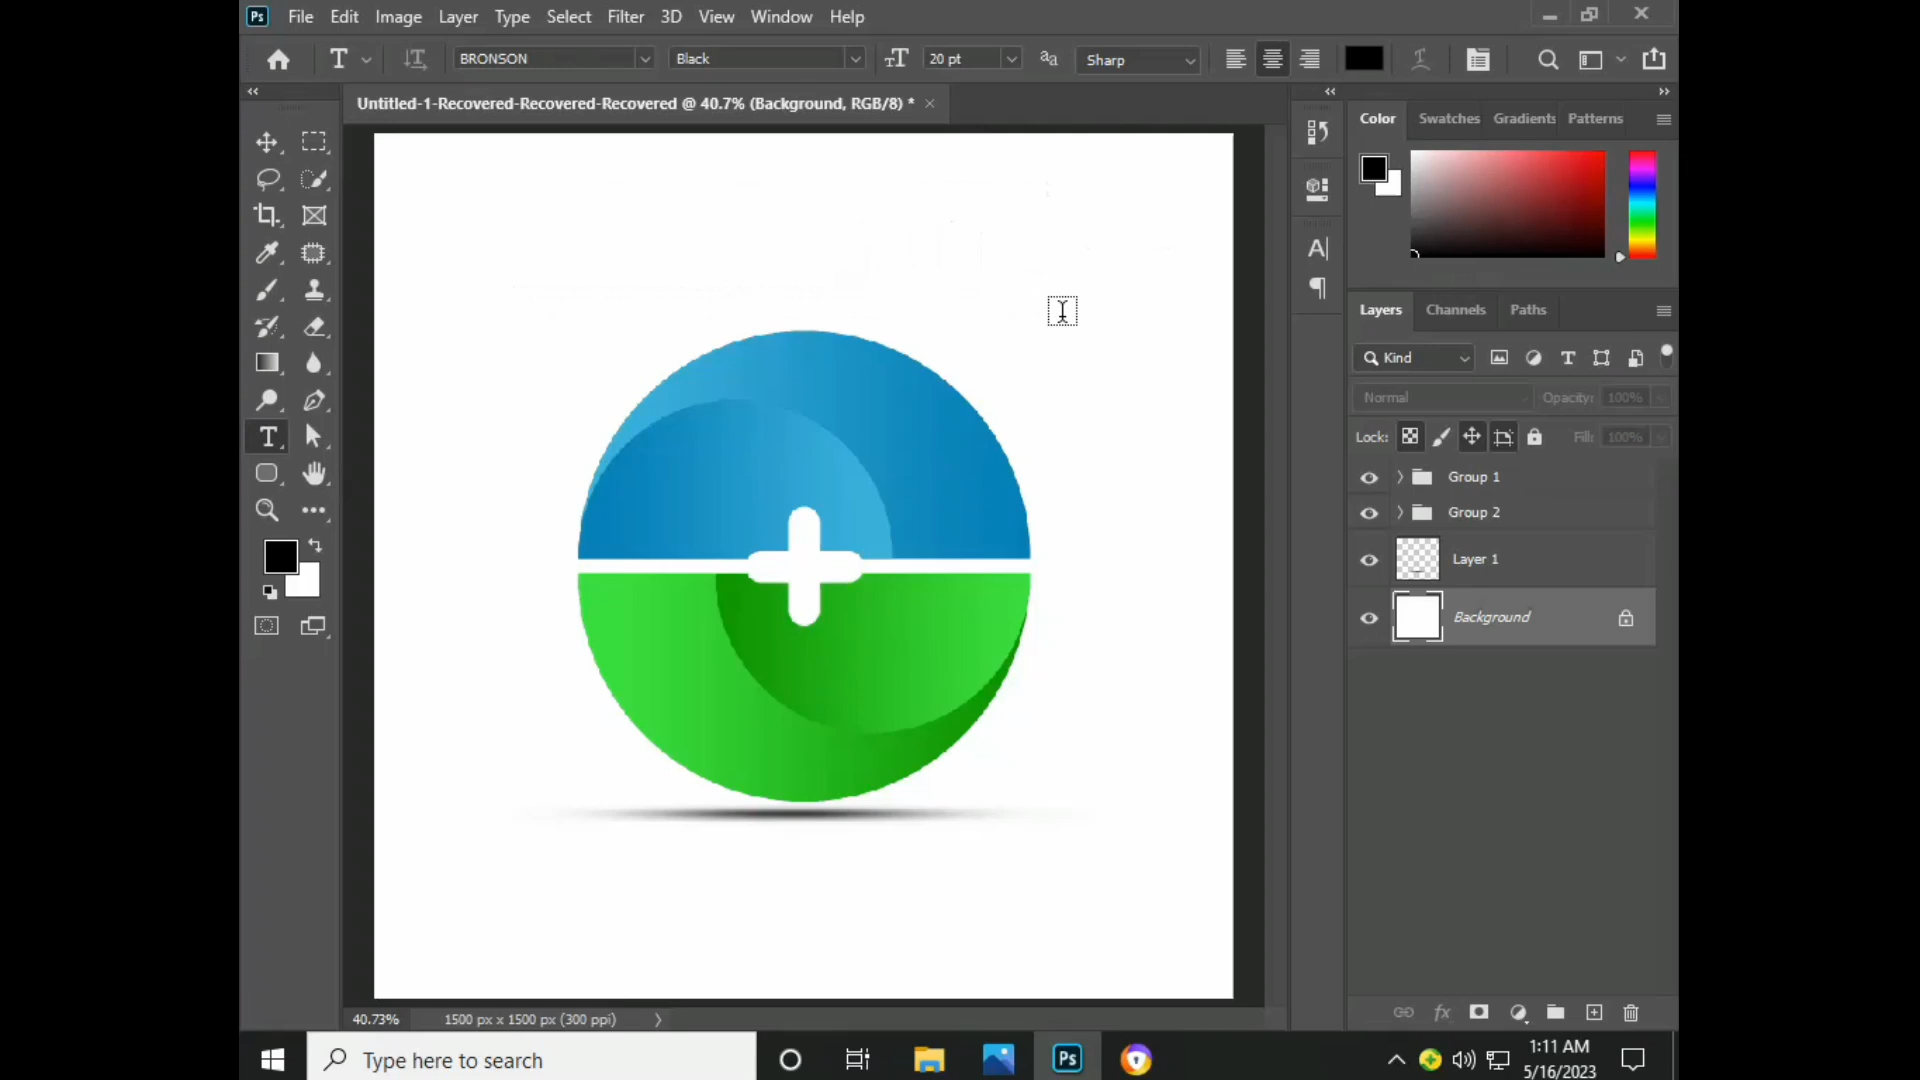 Ps File Edit Image Layer Type Select Filter 3D View Window Help
T BRONSON Black 20 pt Sharp
Untitled-1-Recovered-Recovered-Recovered @ 40.7% (Background, RGB/8) *
Color Swatches Gradients Patterns
Layers Channels Paths
Kind
Normal Opacity: 100%
Lock: Fill: 100%
Group 1
Group 2
Layer 1
Background
40.73% 1500 px x 1500 px (300 ppi)
Type here to search
Ps
1:11 AM
5/16/2023